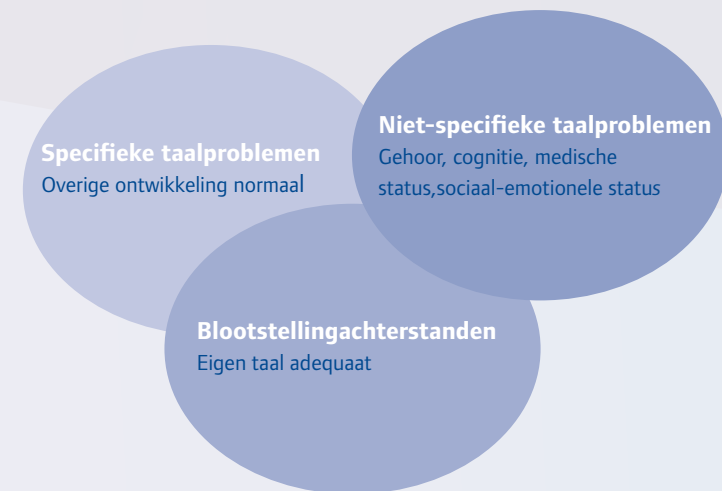 Specifieke taalproblemen
Overige ontwikkeling normaal
Niet-specifieke taalproblemen
Gehoor, cognitie, medische
status,sociaal-emotionele status
Blootstellingachterstanden
Eigen taal adequaat